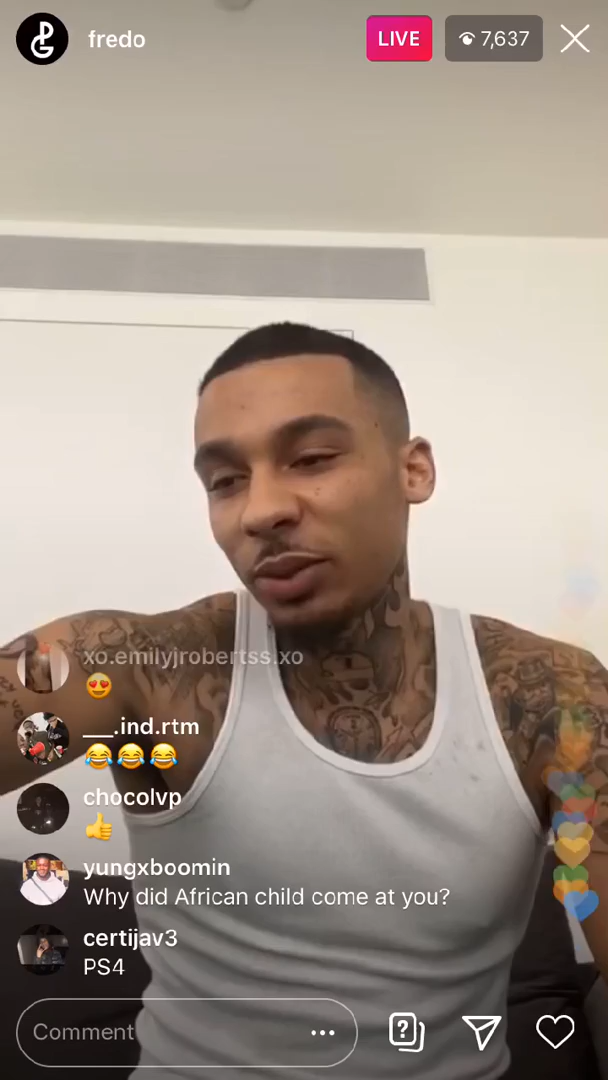 fredo
LIVE
7,637
xo.emilyjrobertss.xo
😍
___.ind.rtm
😂😂😂
chocolvp
👍
yungxboomin
Why did African child come at you?
certijav3
PS4
Comment